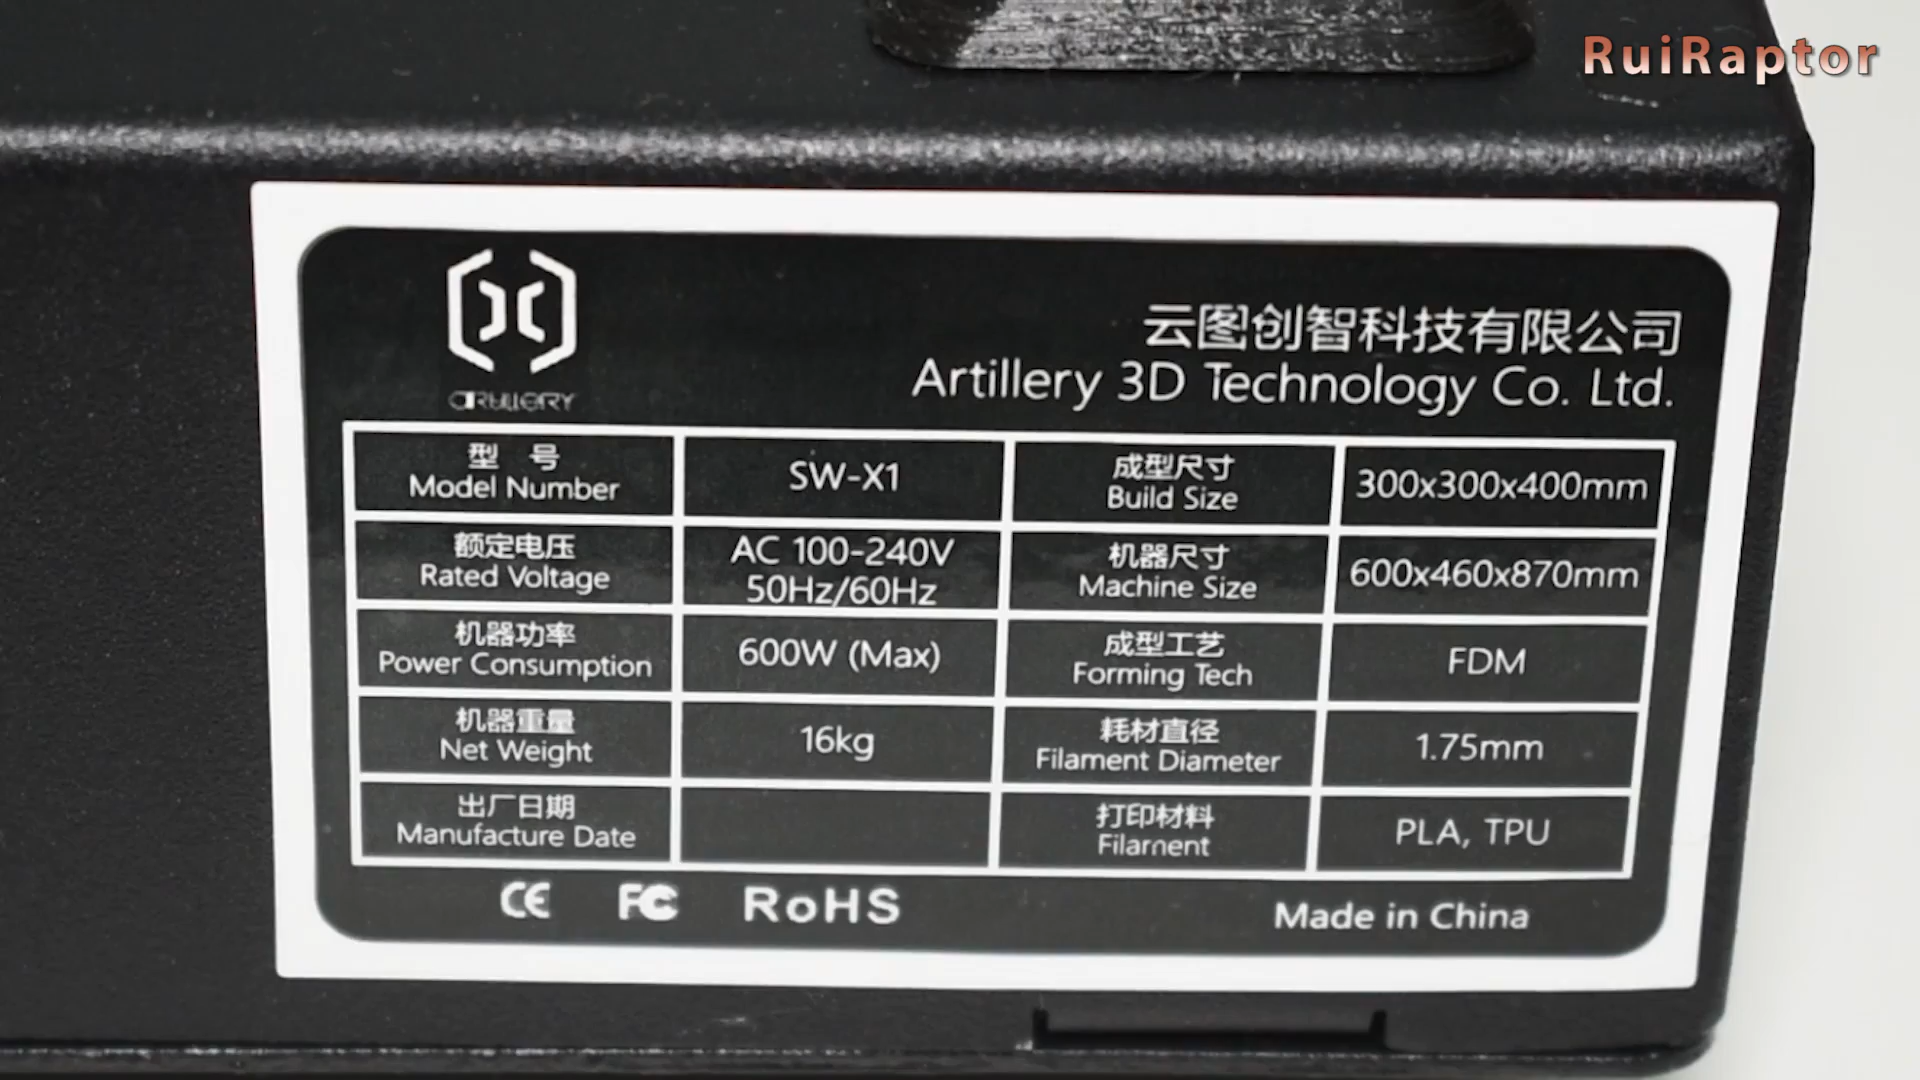 RuiRaptor
ARTILLERY
云图创智科技有限公司
Artillery 3D Technology Co. Ltd.
型 号
Model Number
SW-X1
成型尺寸
Build Size
300x300x400mm
额定电压
Rated Voltage
AC 100-240V
50Hz/60Hz
机器尺寸
Machine Size
600x460x870mm
机器功率
Power Consumption
600W (Max)
成型工艺
Forming Tech
FDM
机器重量
Net Weight
16kg
耗材直径
Filament Diameter
1.75mm
出厂日期
Manufacture Date
打印材料
Filament
PLA, TPU
CE FC RoHS
Made in China